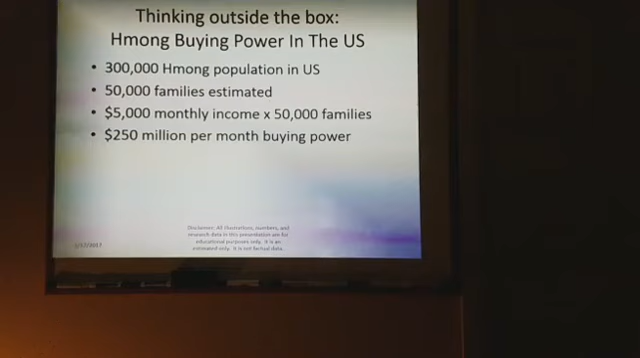 Thinking outside the box:
Hmong Buying Power In The US
• 300,000 Hmong population in US
• 50,000 families estimated
• $5,000 monthly income x 50,000 families
• $250 million per month buying power
Disclaimer: All illustrations, numbers, and
research data in this presentation are for
educational purposes only. It is an
estimated only. It is not factual data.
/2017